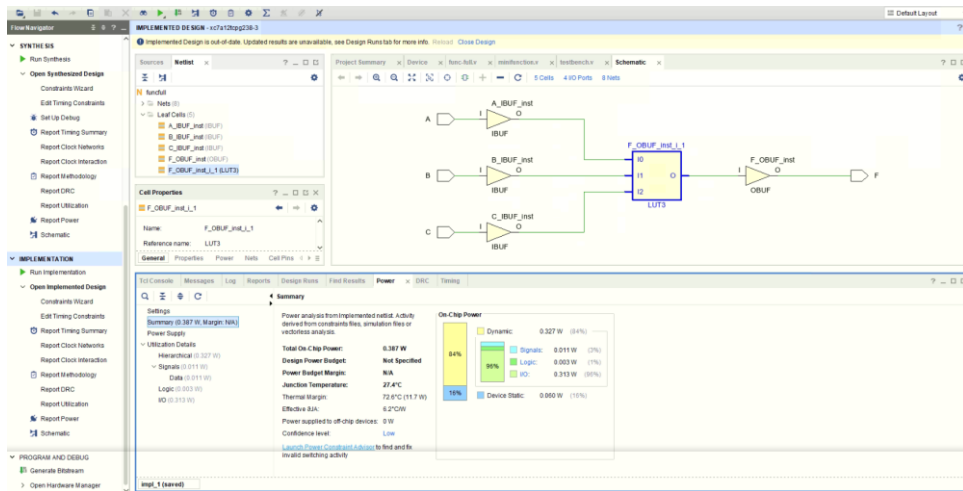 Default Layout
Flow Navigator
IMPLEMENTED DESIGN - xc7a12tcpg238-3
Implemented Design is out-of-date. Updated results are unavailable, see Design Runs tab for more info. Reload Close Design
SYNTHESIS
Run Synthesis
Open Synthesized Design
Constraints Wizard
Edit Timing Constraints
Set Up Debug
Report Timing Summary
Report Clock Networks
Report Clock Interaction
Report Methodology
Report DRC
Report Utilization
Report Power
Schematic
IMPLEMENTATION
Run Implementation
Open Implemented Design
Constraints Wizard
Edit Timing Constraints
Report Timing Summary
Report Clock Networks
Report Clock Interaction
Report Methodology
Report DRC
Report Utilization
Report Power
Schematic
PROGRAM AND DEBUG
Generate Bitstream
Open Hardware Manager
Sources Netlist
funcfull
Nets (8)
Leaf Cells (5)
A_IBUF_inst (IBUF)
B_IBUF_inst (IBUF)
C_IBUF_inst (IBUF)
F_OBUF_inst (OBUF)
F_OBUF_inst_i_1 (LUT3)
Cell Properties
F_OBUF_inst_i_1
Name: F_OBUF_inst_i_1
Reference name: LUT3
General Properties Power Nets Cell Pins
Project Summary Device func-full.v minifunction.v testbench.v Schematic
5 Cells 4 I/O Ports 8 Nets
A_IBUF_inst
A I O
IBUF
B_IBUF_inst
B I O
IBUF
C_IBUF_inst
C I O
IBUF
F_OBUF_inst_i_1
I0
I1 O
I2
LUT3
F_OBUF_inst
I O F
OBUF
Tcl Console Messages Log Reports Design Runs Find Results Power DRC Timing
Settings
Summary (0.387 W, Margin: N/A)
Power Supply
Utilization Details
Hierarchical (0.327 W)
Signals (0.011 W)
Data (0.011 W)
Logic (0.003 W)
I/O (0.313 W)
Summary
Power analysis from Implemented netlist. Activity
derived from constraints files, simulation files or
vectorless analysis.
Total On-Chip Power: 0.387 W
Design Power Budget: Not Specified
Power Budget Margin: N/A
Junction Temperature: 27.4°C
Thermal Margin: 72.6°C (11.7 W)
Effective ϑJA: 6.2°C/W
Power supplied to off-chip devices: 0 W
Confidence level: Low
Launch Power Constraint Advisor to find and fix
invalid switching activity
On-Chip Power
84%
16%
Dynamic: 0.327 W (84%)
Signals: 0.011 W (3%)
Logic: 0.003 W (1%)
I/O: 0.313 W (96%)
96%
Device Static: 0.060 W (16%)
impl_1 (saved)